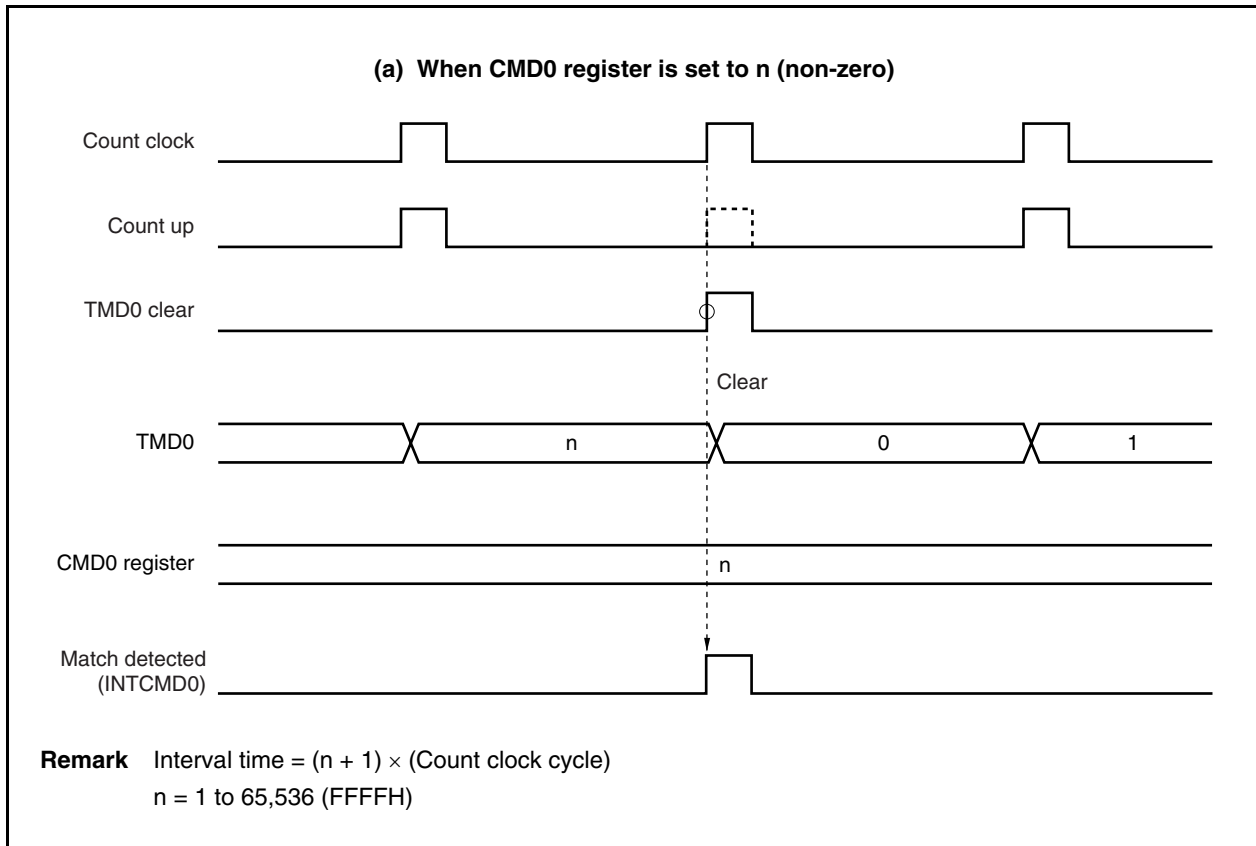 (a) When CMD0 register is set to n (non-zero)
Count clock
Count up
TMD0 clear
Clear
TMD0
n
0
1
CMD0 register
n
Match detected
(INTCMD0)
Remark Interval time = (n + 1) × (Count clock cycle)
n = 1 to 65,536 (FFFFH)